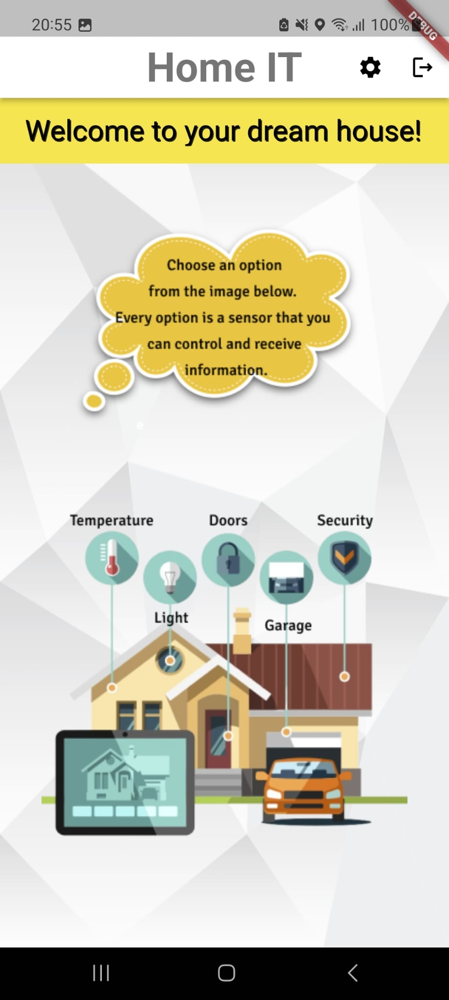 20:55
100%
DEBUG
Home IT
Welcome to your dream house!
Choose an option
from the image below.
Every option is a sensor that you
can control and receive
information.
Temperature
Doors
Security
Light
Garage